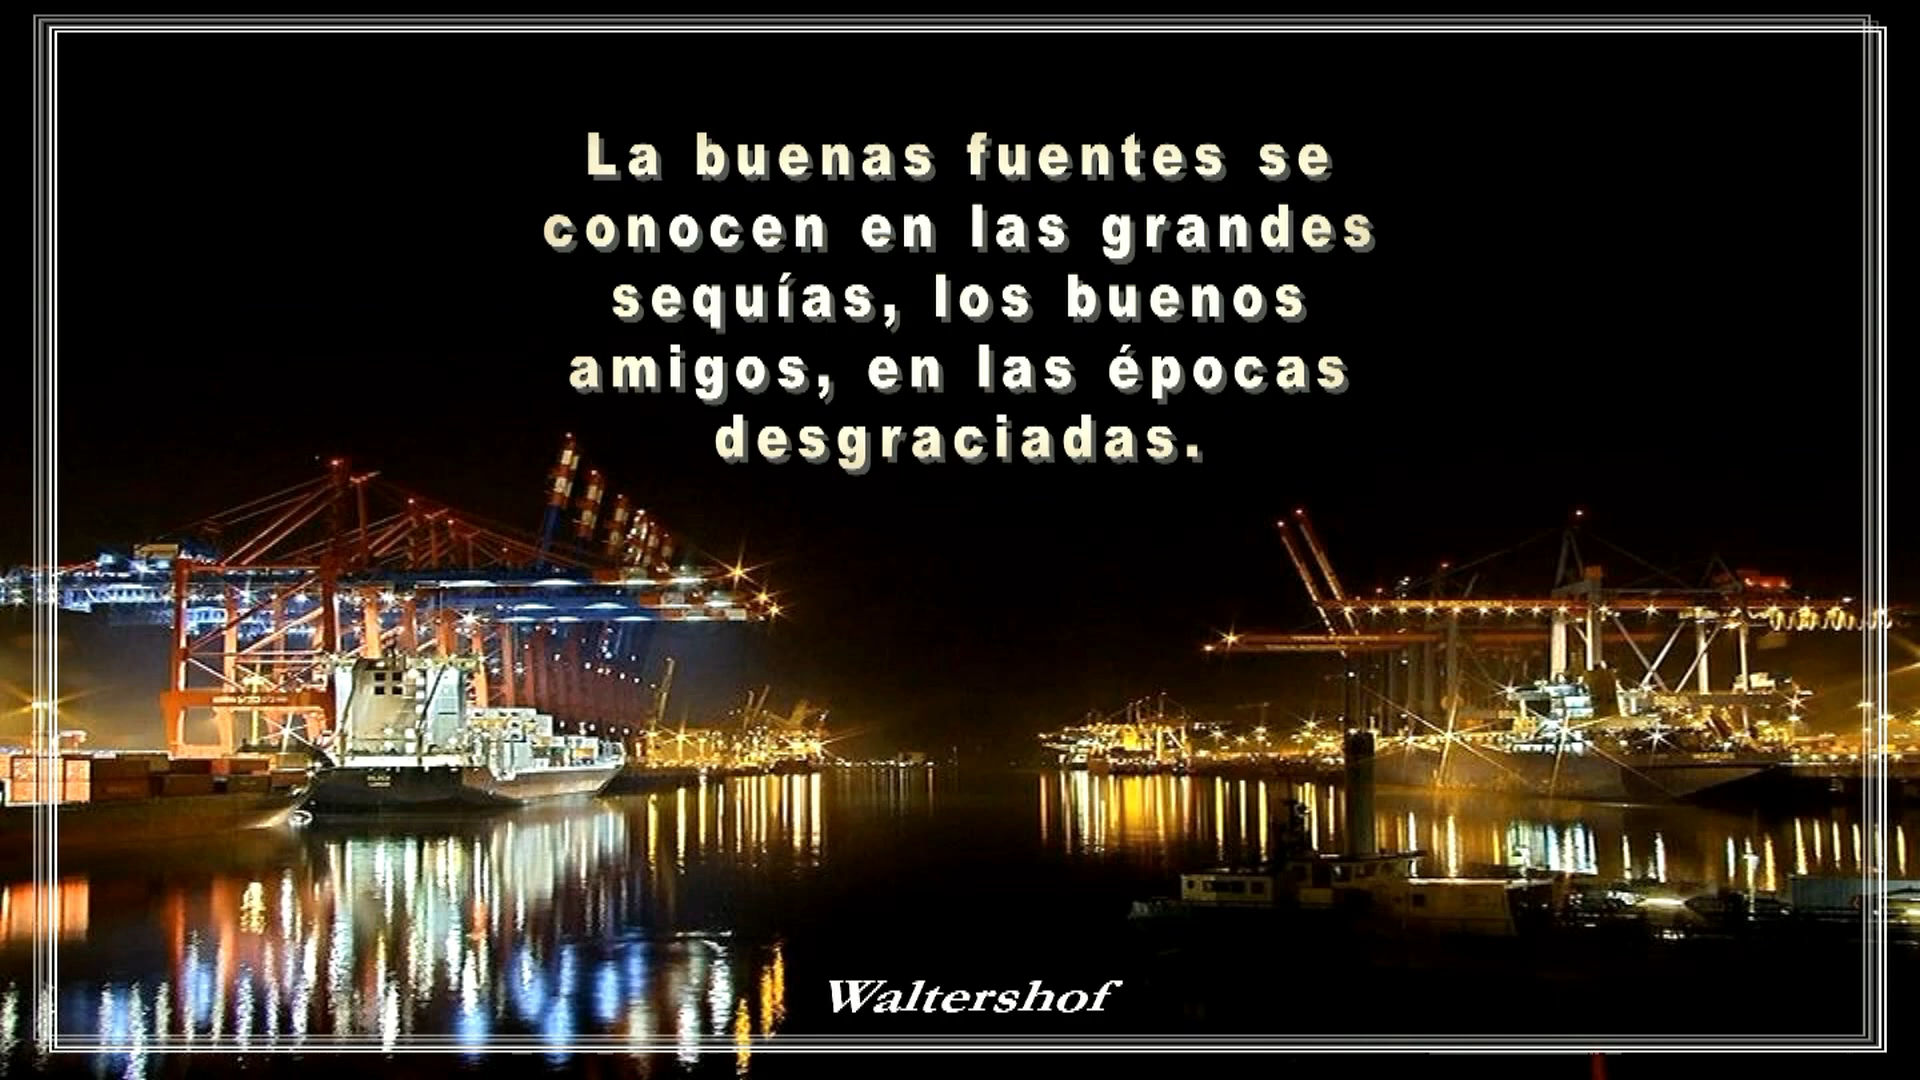 La buenas fuentes se
conocen en las grandes
sequías, los buenos
amigos, en las épocas
desgraciadas.
Waltershof